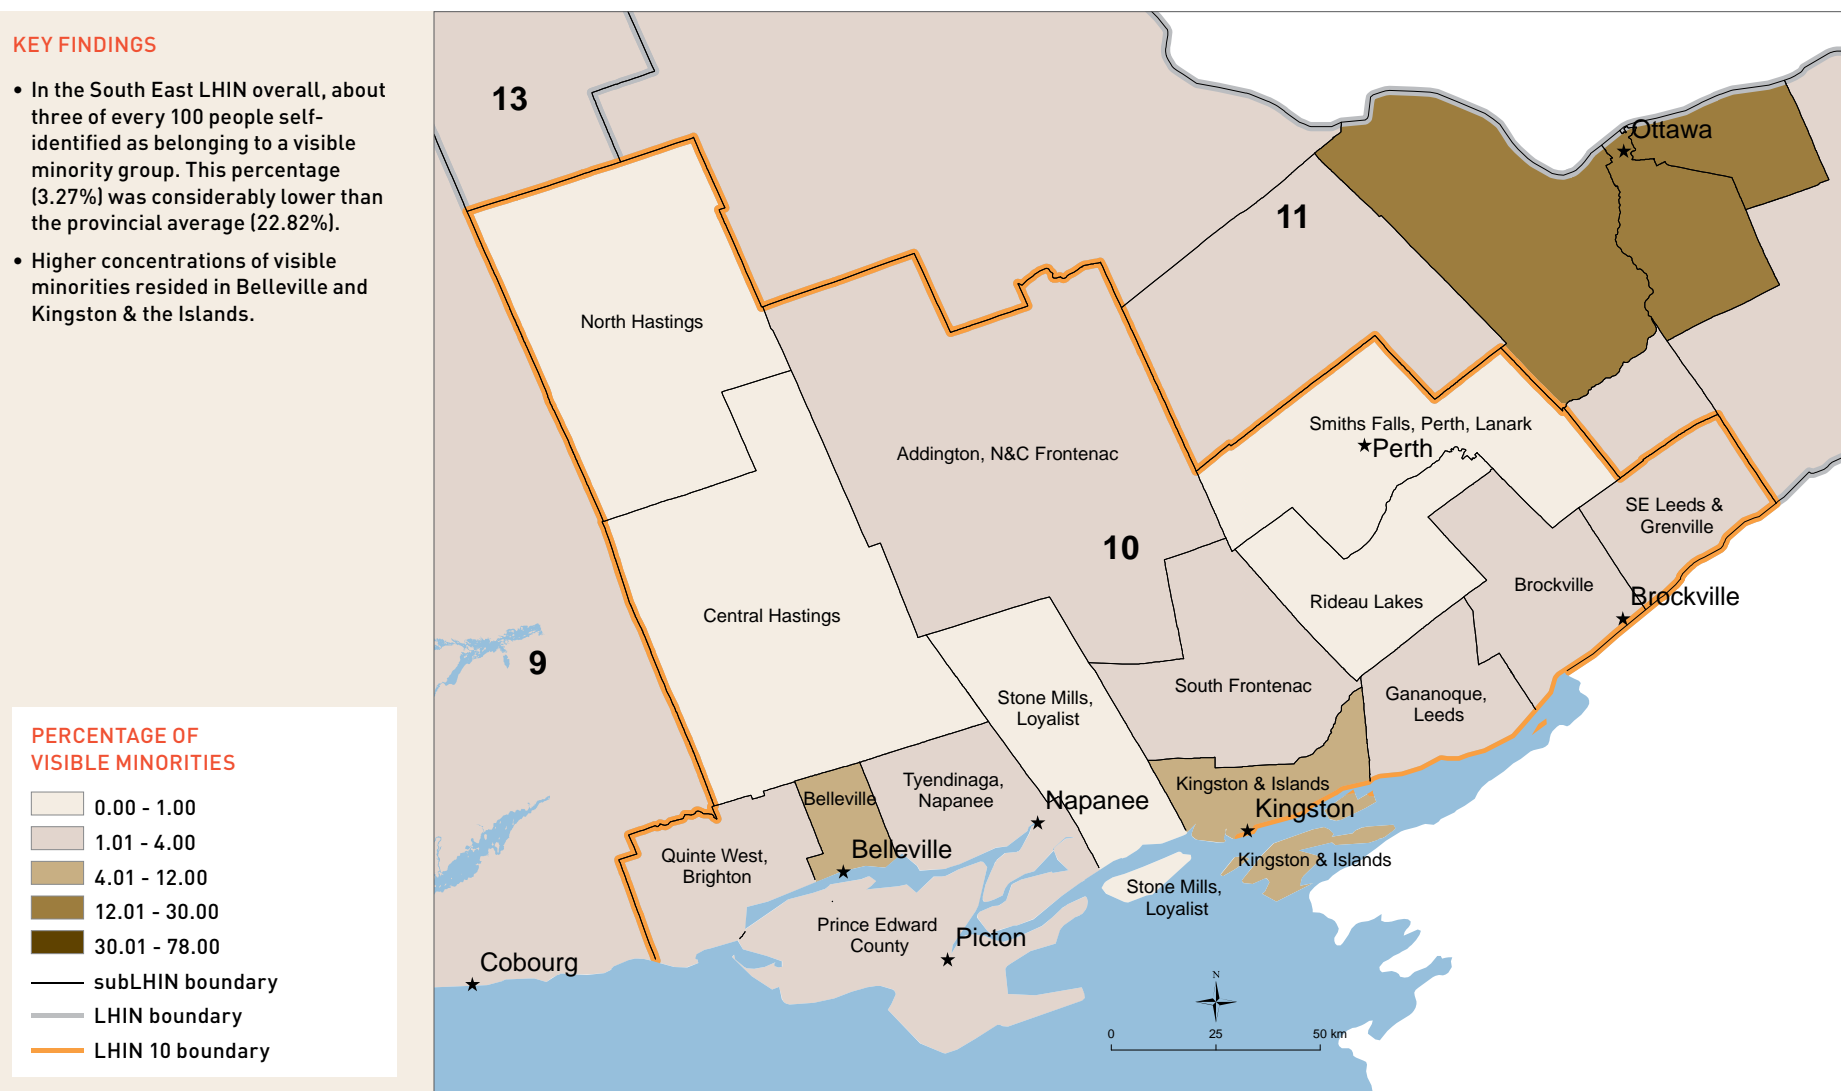 KEY FINDINGS
• In the South East LHIN overall, about
three of every 100 people self-
identified as belonging to a visible
minority group. This percentage
(3.27%) was considerably lower than
the provincial average (22.82%).
• Higher concentrations of visible
minorities resided in Belleville and
Kingston & the Islands.
PERCENTAGE OF
VISIBLE MINORITIES
0.00 - 1.00
1.01 - 4.00
4.01 - 12.00
12.01 - 30.00
30.01 - 78.00
subLHIN boundary
LHIN boundary
LHIN 10 boundary
13
Ottawa
11
North Hastings
Smiths Falls, Perth, Lanark
Perth
Addington, N&C Frontenac
SE Leeds &
Grenville
10
Brockville
Brockville
Rideau Lakes
Central Hastings
9
South Frontenac
Stone Mills,
Loyalist
Gananoque,
Leeds
Tyendinaga,
Napanee
Kingston & Islands
Belleville
Napanee
Kingston
Belleville
Quinte West,
Brighton
Kingston & Islands
Stone Mills,
Loyalist
Prince Edward
County
Picton
Cobourg
N
0 25 50 km